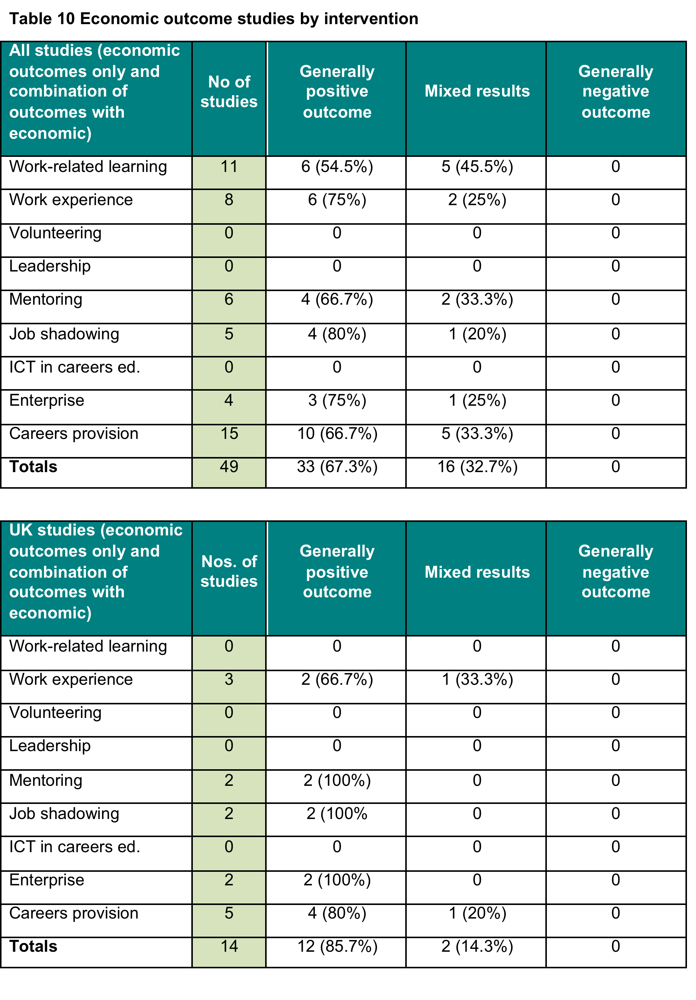 Table 10 Economic outcome studies by intervention
All studies (economic
outcomes only and
combination of
outcomes with
economic)
No of
studies
Generally
positive
outcome
Mixed results
Generally
negative
outcome
Work-related learning 11 6 (54.5%) 5 (45.5%) 0
Work experience 8 6 (75%) 2 (25%) 0
Volunteering 0 0 0 0
Leadership 0 0 0 0
Mentoring 6 4 (66.7%) 2 (33.3%) 0
Job shadowing 5 4 (80%) 1 (20%) 0
ICT in careers ed. 0 0 0 0
Enterprise 4 3 (75%) 1 (25%) 0
Careers provision 15 10 (66.7%) 5 (33.3%) 0
Totals 49 33 (67.3%) 16 (32.7%) 0
UK studies (economic
outcomes only and
combination of
outcomes with
economic)
Nos. of
studies
Generally
positive
outcome
Mixed results
Generally
negative
outcome
Work-related learning 0 0 0 0
Work experience 3 2 (66.7%) 1 (33.3%) 0
Volunteering 0 0 0 0
Leadership 0 0 0 0
Mentoring 2 2 (100%) 0 0
Job shadowing 2 2 (100% 0 0
ICT in careers ed. 0 0 0 0
Enterprise 2 2 (100%) 0 0
Careers provision 5 4 (80%) 1 (20%) 0
Totals 14 12 (85.7%) 2 (14.3%) 0